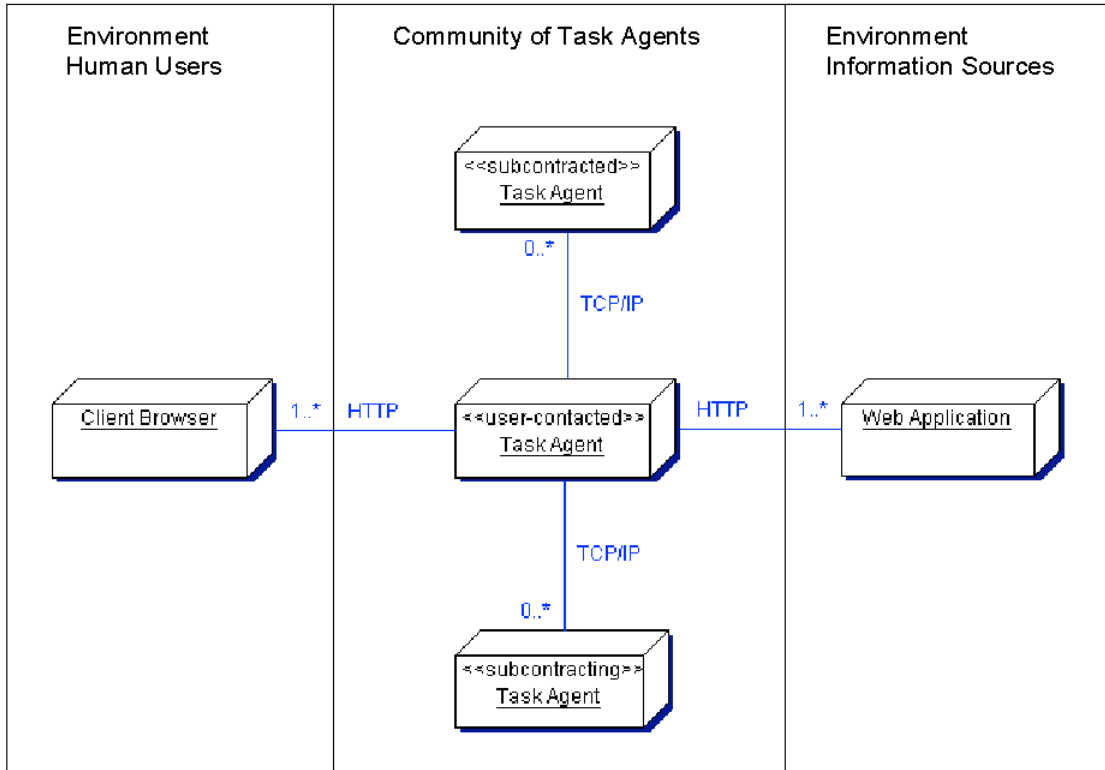 Environment
Human Users
Community of Task Agents
Environment
Information Sources
<<subcontracted>>
Task Agent
0..*
TCP/IP
Client Browser
1..*
HTTP
<<user-contacted>>
Task Agent
HTTP
1..*
Web Application
TCP/IP
0..*
<<subcontracting>>
Task Agent